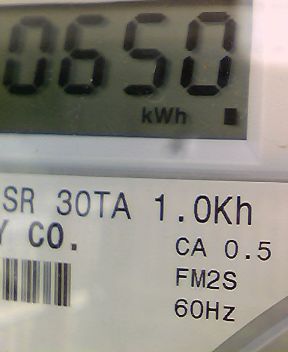 0650
kWh
SR 30TA 1.0Kh
Y CO.
CA 0.5
FM2S
60Hz